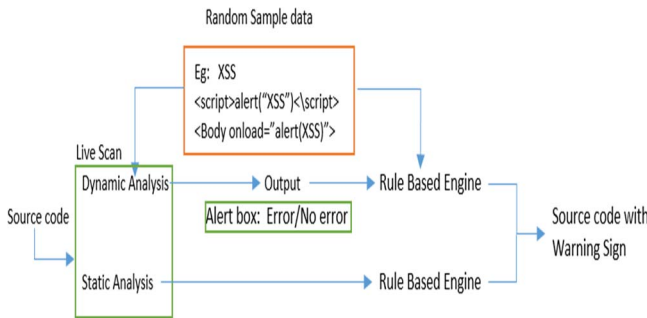 Random Sample data
Eg: XSS
<script>alert(“XSS”)<\script>
<Body onload=”alert(XSS)”>
Live Scan
Dynamic Analysis
Output
Rule Based Engine
Source code
Alert box: Error/No error
Source code with
Warning Sign
Static Analysis
Rule Based Engine